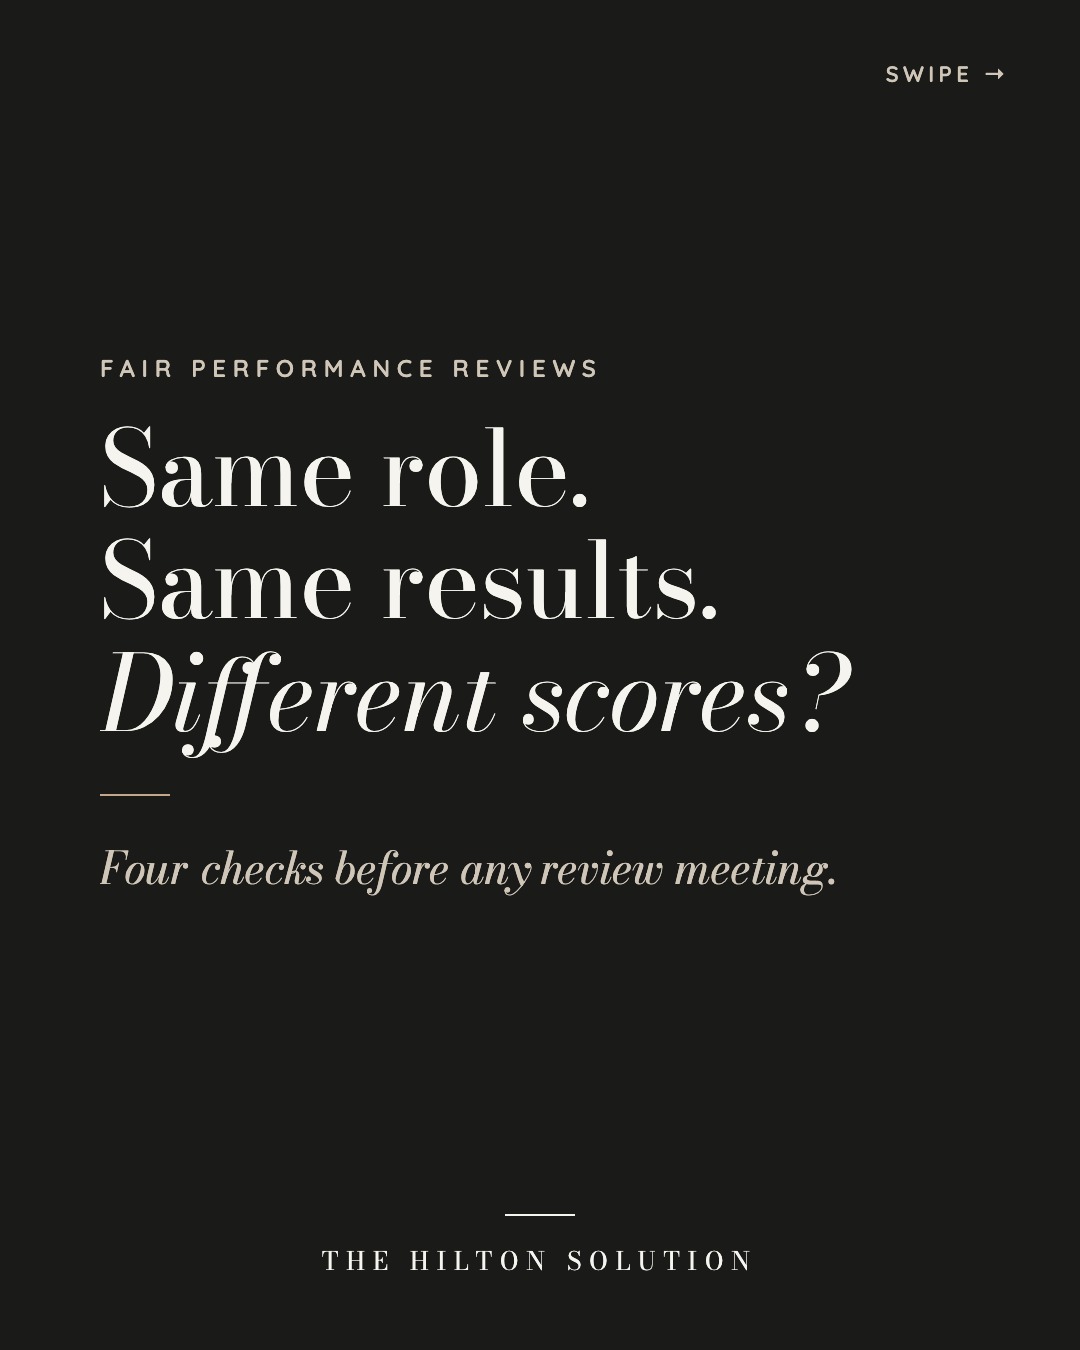 SWIPE →
FAIR PERFORMANCE REVIEWS
Same role.
Same results.
Different scores?
Four checks before any review meeting.
THE HILTON SOLUTION